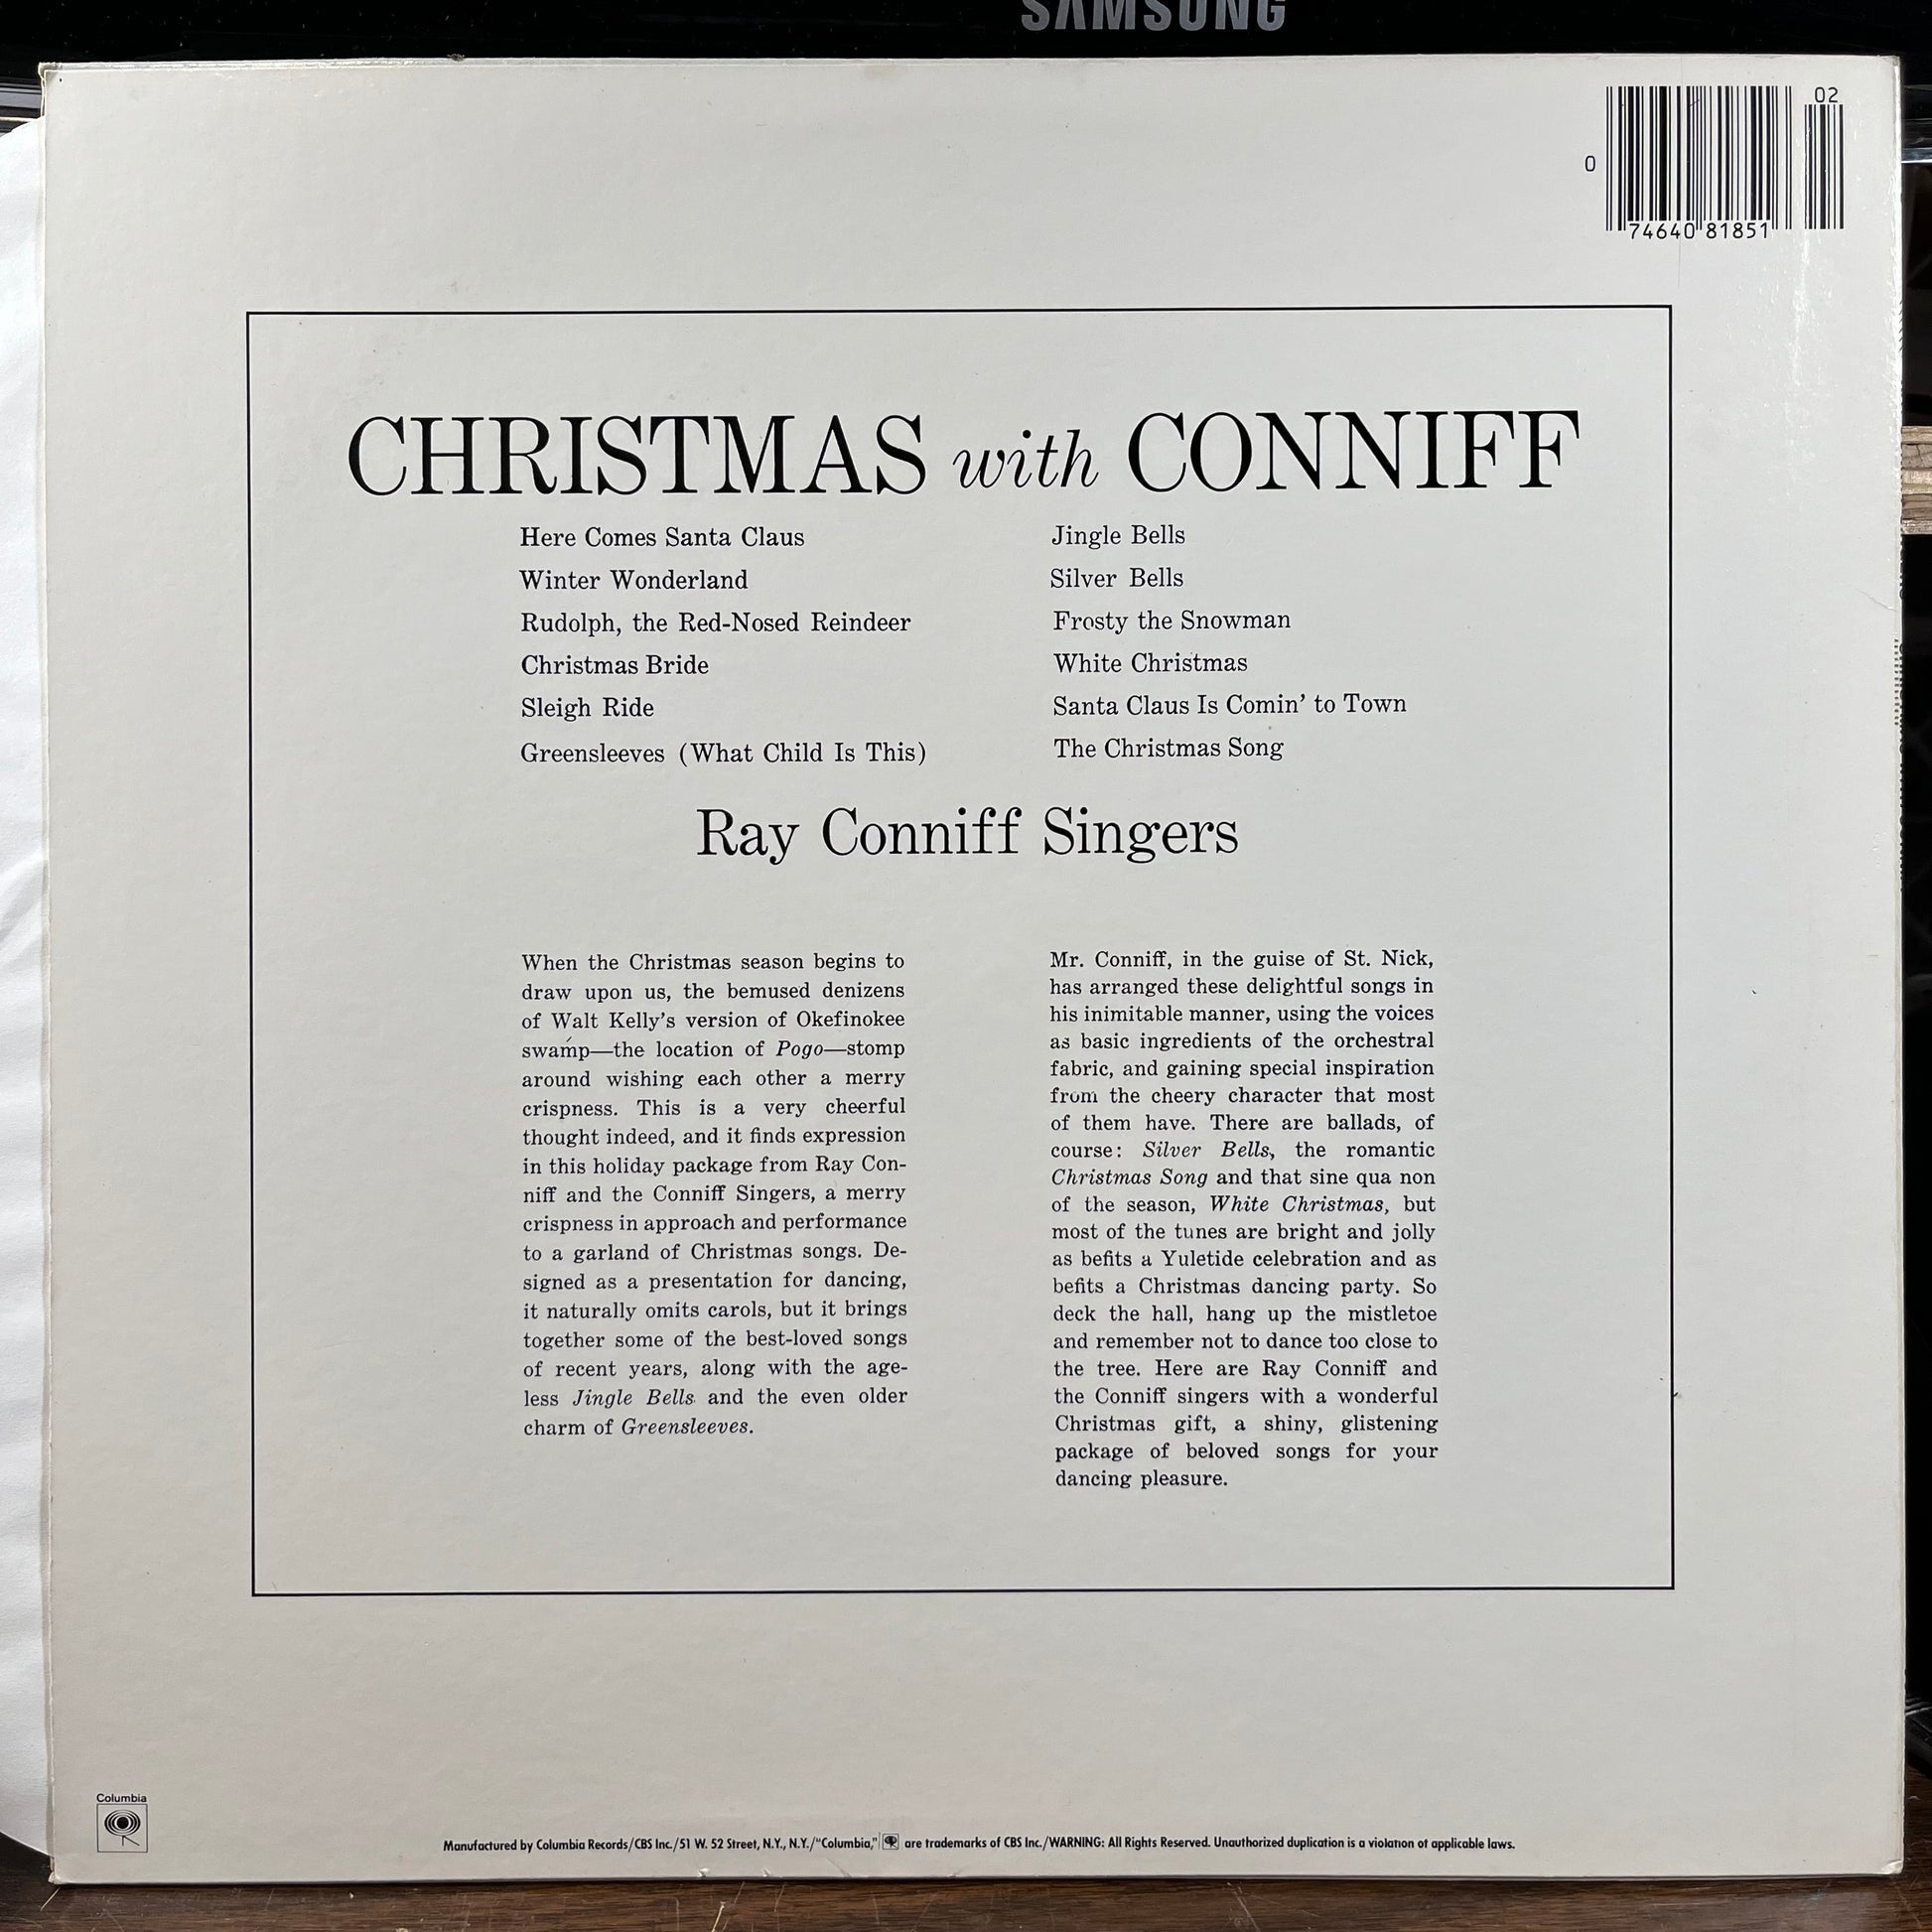 SAMSUNG
02
0
74640 81851
CHRISTMAS with CONNIFF
Here Comes Santa Claus
Winter Wonderland
Rudolph, the Red-Nosed Reindeer
Christmas Bride
Sleigh Ride
Greensleeves (What Child Is This)
Jingle Bells
Silver Bells
Frosty the Snowman
White Christmas
Santa Claus Is Comin’ to Town
The Christmas Song
Ray Conniff Singers
When the Christmas season begins to
draw upon us, the bemused denizens
of Walt Kelly’s version of Okefinokee
swamp—the location of Pogo—stomp
around wishing each other a merry
crispness. This is a very cheerful
thought indeed, and it finds expression
in this holiday package from Ray Con-
niff and the Conniff Singers, a merry
crispness in approach and performance
to a garland of Christmas songs. De-
signed as a presentation for dancing,
it naturally omits carols, but it brings
together some of the best-loved songs
of recent years, along with the age-
less Jingle Bells and the even older
charm of Greensleeves.
Mr. Conniff, in the guise of St. Nick,
has arranged these delightful songs in
his inimitable manner, using the voices
as basic ingredients of the orchestral
fabric, and gaining special inspiration
from the cheery character that most
of them have. There are ballads, of
course: Silver Bells, the romantic
Christmas Song and that sine qua non
of the season, White Christmas, but
most of the tunes are bright and jolly
as befits a Yuletide celebration and as
befits a Christmas dancing party. So
deck the hall, hang up the mistletoe
and remember not to dance too close to
the tree. Here are Ray Conniff and
the Conniff singers with a wonderful
Christmas gift, a shiny, glistening
package of beloved songs for your
dancing pleasure.
Columbia
Manufactured by Columbia Records/CBS Inc./51 W. 52 Street, N.Y., N.Y./“Columbia,” are trademarks of CBS Inc./WARNING: All Rights Reserved. Unauthorized duplication is a violation of applicable laws.